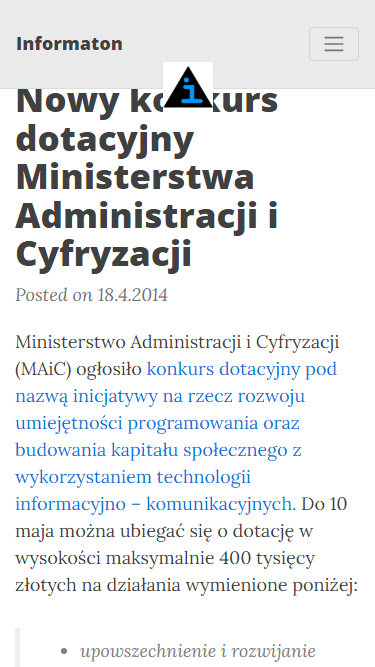 Informaton
Nowy konkurs
dotacyjny
Ministerstwa
Administracji i
Cyfryzacji
Posted on 18.4.2014
Ministerstwo Administracji i Cyfryzacji
(MAiC) ogłosiło konkurs dotacyjny pod
nazwą inicjatywy na rzecz rozwoju
umiejętności programowania oraz
budowania kapitału społecznego z
wykorzystaniem technologii
informacyjno – komunikacyjnych. Do 10
maja można ubiegać się o dotację w
wysokości maksymalnie 400 tysięcy
złotych na działania wymienione poniżej:
• upowszechnienie i rozwijanie